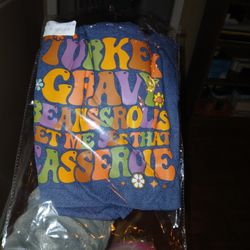 TURKEY
GRAVY
BEANS&ROLLS
LET ME SEE THAT
CASSEROLE